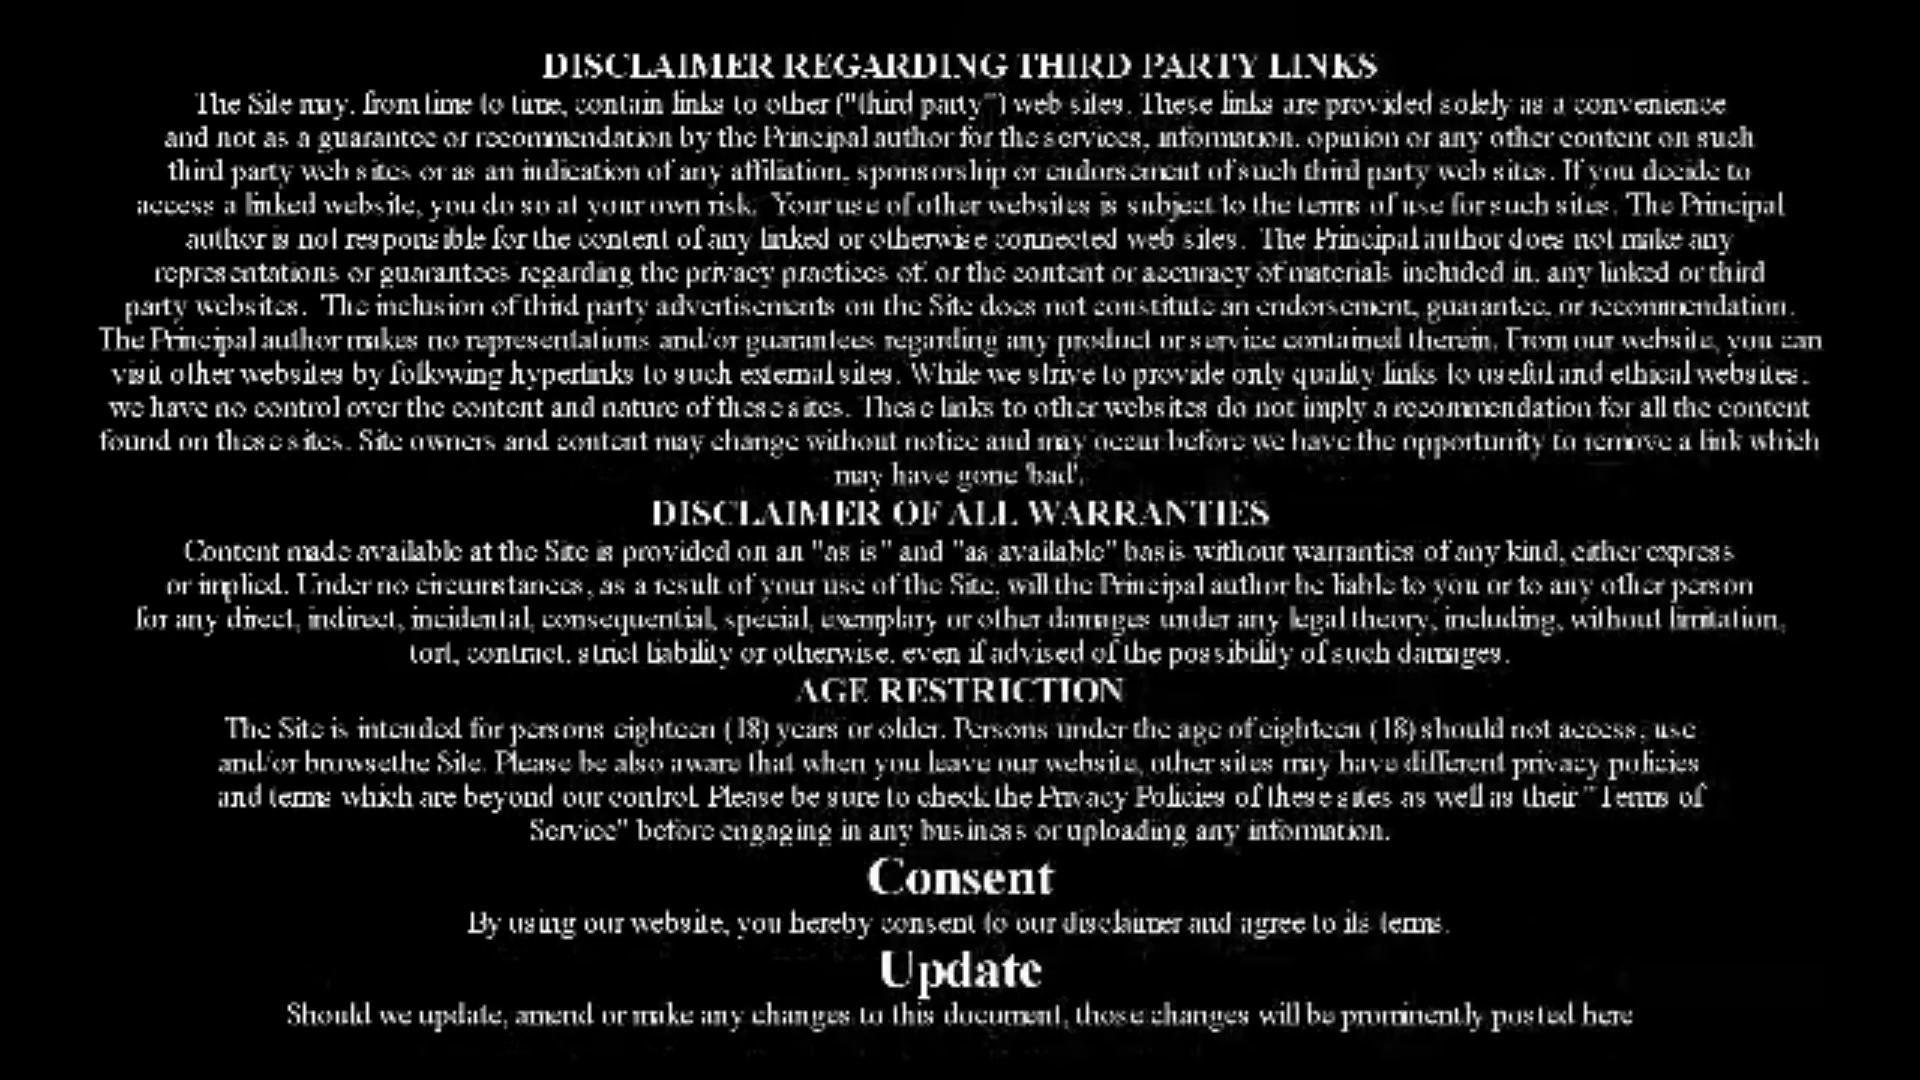 DISCLAIMER REGARDING THIRD PARTY LINKS
The Site may, from time to time, contain links to other ("third party") web sites. These links are provided solely as a convenience
and not as a guarantee or recommendation by the Principal author for the services, information, opinion or any other content on such
third party web sites or as an indication of any affiliation, sponsorship or endorsement of such third party web sites. If you decide to
access a linked website, you do so at your own risk. Your use of other websites is subject to the terms of use for such sites. The Principal
author is not responsible for the content of any linked or otherwise connected web sites. The Principal author does not make any
representations or guarantees regarding the privacy practices of, or the content or accuracy of materials included in, any linked or third
party websites. The inclusion of third party advertisements on the Site does not constitute an endorsement, guarantee, or recommendation.
The Principal author makes no representations and/or guarantees regarding any product or service contained therein. From our website, you can
visit other websites by following hyperlinks to such external sites. While we strive to provide only quality links to useful and ethical websites,
we have no control over the content and nature of these sites. These links to other websites do not imply a recommendation for all the content
found on these sites. Site owners and content may change without notice and may occur before we have the opportunity to remove a link which
may have gone 'bad'.
DISCLAIMER OF ALL WARRANTIES
Content made available at the Site is provided on an "as is" and "as available" basis without warranties of any kind, either express
or implied. Under no circumstances, as a result of your use of the Site, will the Principal author be liable to you or to any other person
for any direct, indirect, incidental, consequential, special, exemplary or other damages under any legal theory, including, without limitation,
tort, contract, strict liability or otherwise, even if advised of the possibility of such damages.
AGE RESTRICTION
The Site is intended for persons eighteen (18) years or older. Persons under the age of eighteen (18) should not access, use
and/or browsethe Site. Please be also aware that when you leave our website, other sites may have different privacy policies
and terms which are beyond our control. Please be sure to check the Privacy Policies of these sites as well as their "Terms of
Service" before engaging in any business or uploading any information.
Consent
By using our website, you hereby consent to our disclaimer and agree to its terms.
Update
Should we update, amend or make any changes to this document, those changes will be prominently posted here